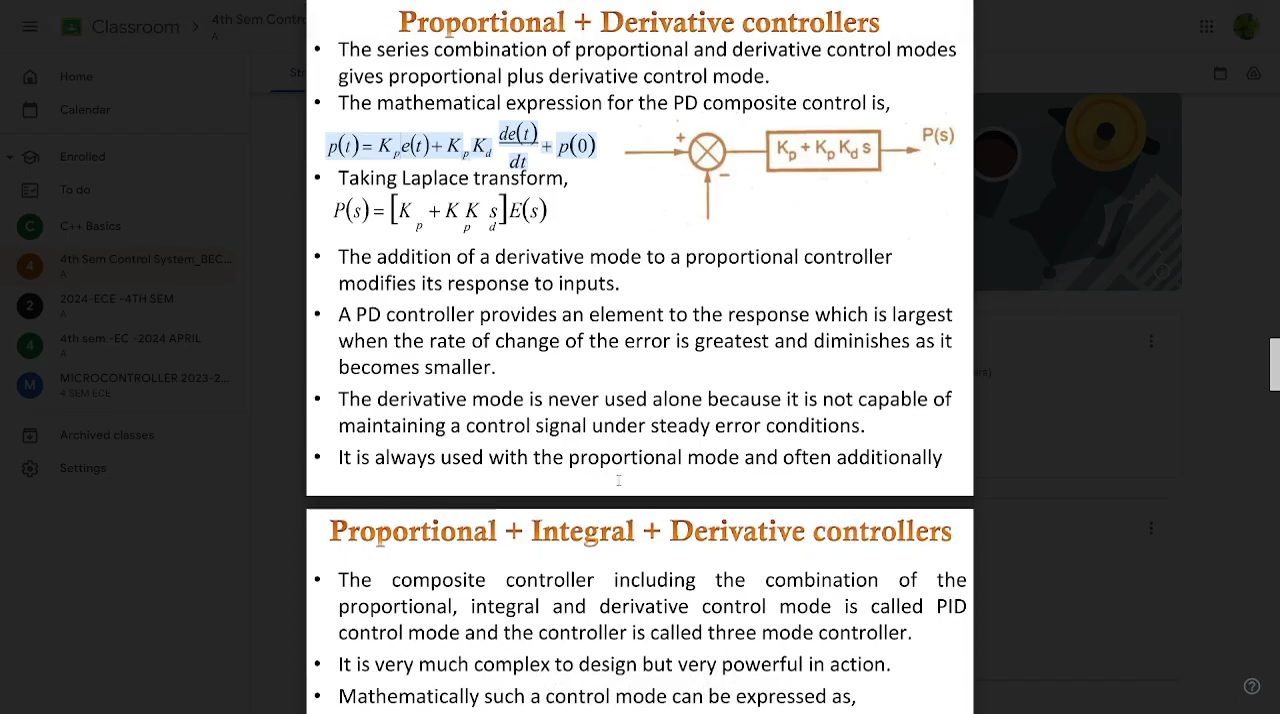 Classroom
4th Sem Contro
A
Home
Calendar
Enrolled
To do
C++ Basics
4th Sem Control System_BEC...
A
2024-ECE -4TH SEM
A
4th sem -EC -2024 APRIL
A
MICROCONTROLLER 2023-2...
4 SEM ECE
Archived classes
Settings
Proportional + Derivative controllers
• The series combination of proportional and derivative control modes
gives proportional plus derivative control mode.
• The mathematical expression for the PD composite control is,
p(t) = K_p e(t) + K_p K_d de(t)/dt + p(0)
+
−
K_p + K_p K_d s
P(s)
• Taking Laplace transform,
P(s) = [K_p + K_p K_d s] E(s)
• The addition of a derivative mode to a proportional controller
modifies its response to inputs.
• A PD controller provides an element to the response which is largest
when the rate of change of the error is greatest and diminishes as it
becomes smaller.
• The derivative mode is never used alone because it is not capable of
maintaining a control signal under steady error conditions.
• It is always used with the proportional mode and often additionally
Proportional + Integral + Derivative controllers
• The composite controller including the combination of the
proportional, integral and derivative control mode is called PID
control mode and the controller is called three mode controller.
• It is very much complex to design but very powerful in action.
• Mathematically such a control mode can be expressed as,